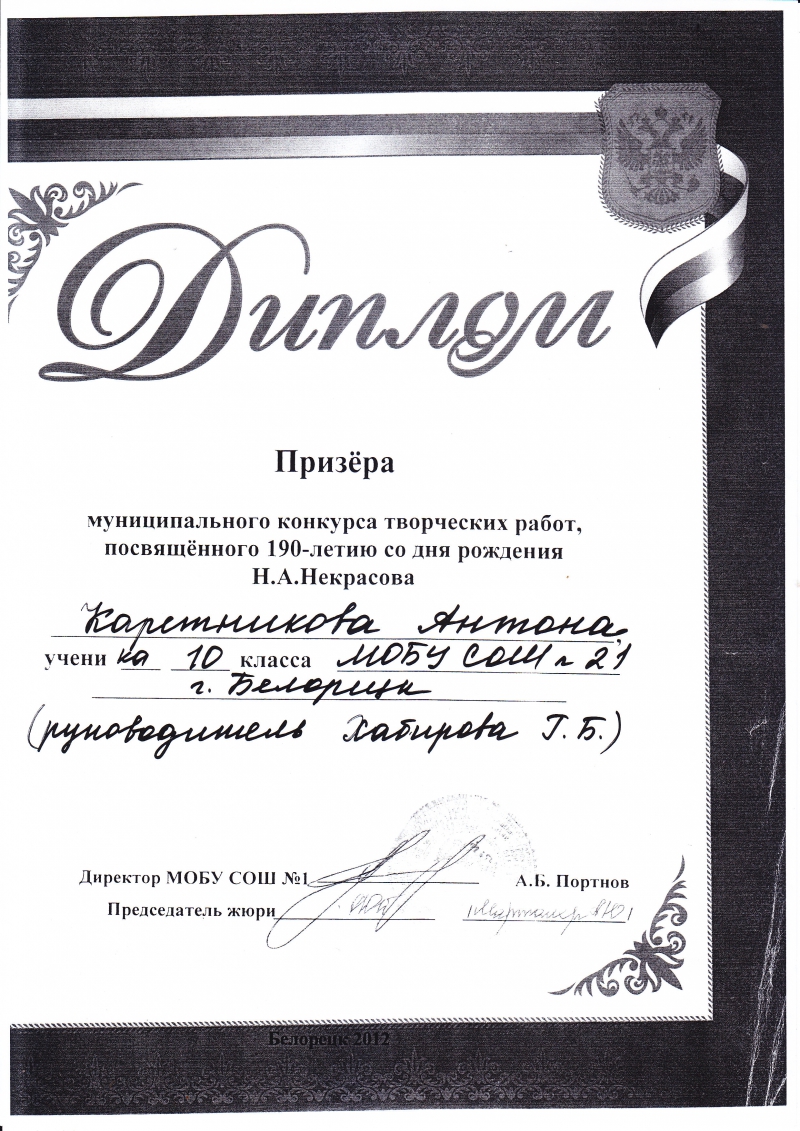 Диплом
Призёра
муниципального конкурса творческих работ,
посвящённого 190-летию со дня рождения
Н.А.Некрасова
Каретникова Антона,
учени ка 10 класса МОБУ СОШ № 21
г. Белорецк
(руководитель Хабирова Г.Б.)
Директор МОБУ СОШ №1 А.Б. Портнов
Председатель жюри
Белорецк 2012